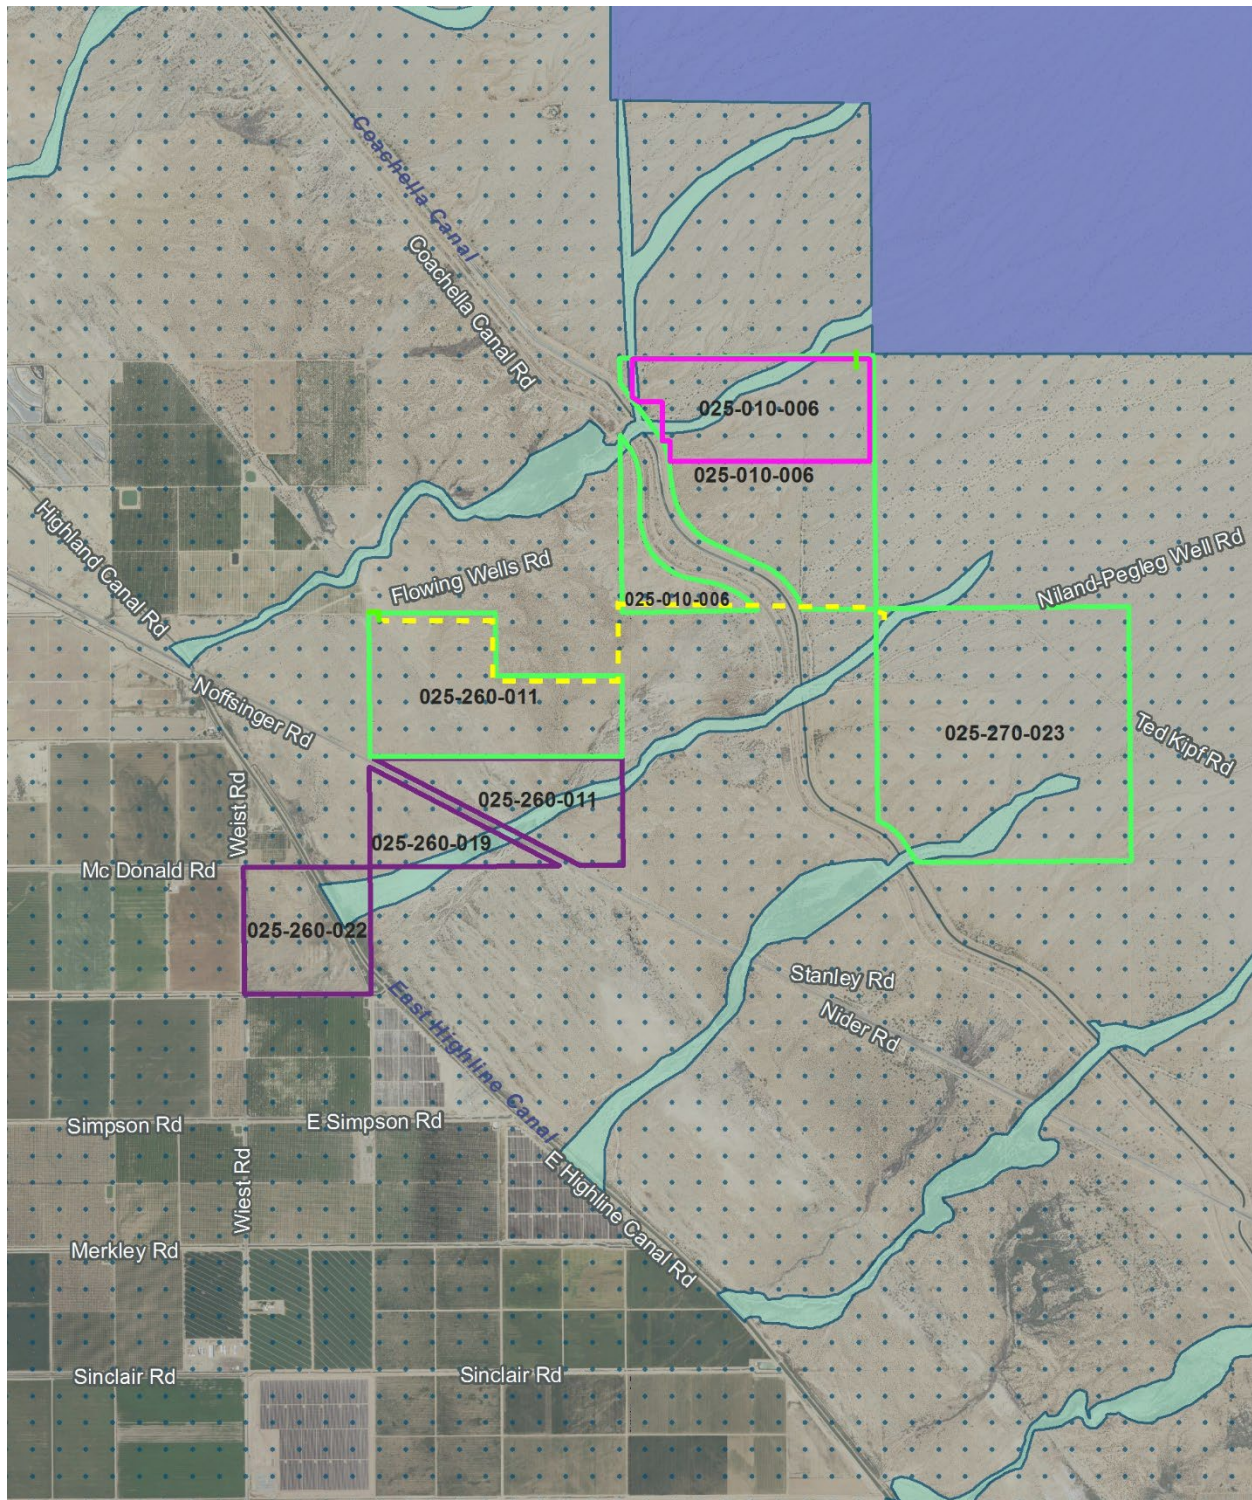 Coachella Canal
Coachella Canal Rd
025-010-006
025-010-006
Highland Canal Rd
Flowing Wells Rd
Niland-Pegleg Well Rd
025-010-006
Noffsinger Rd
025-260-011
025-270-023
Ted Kipf Rd
Weist Rd
025-260-011
025-260-019
Mc Donald Rd
025-260-022
Stanley Rd
Nider Rd
East Highline Canal
Simpson Rd
E Simpson Rd
Wiest Rd
E Highline Canal Rd
Merkley Rd
Sinclair Rd
Sinclair Rd